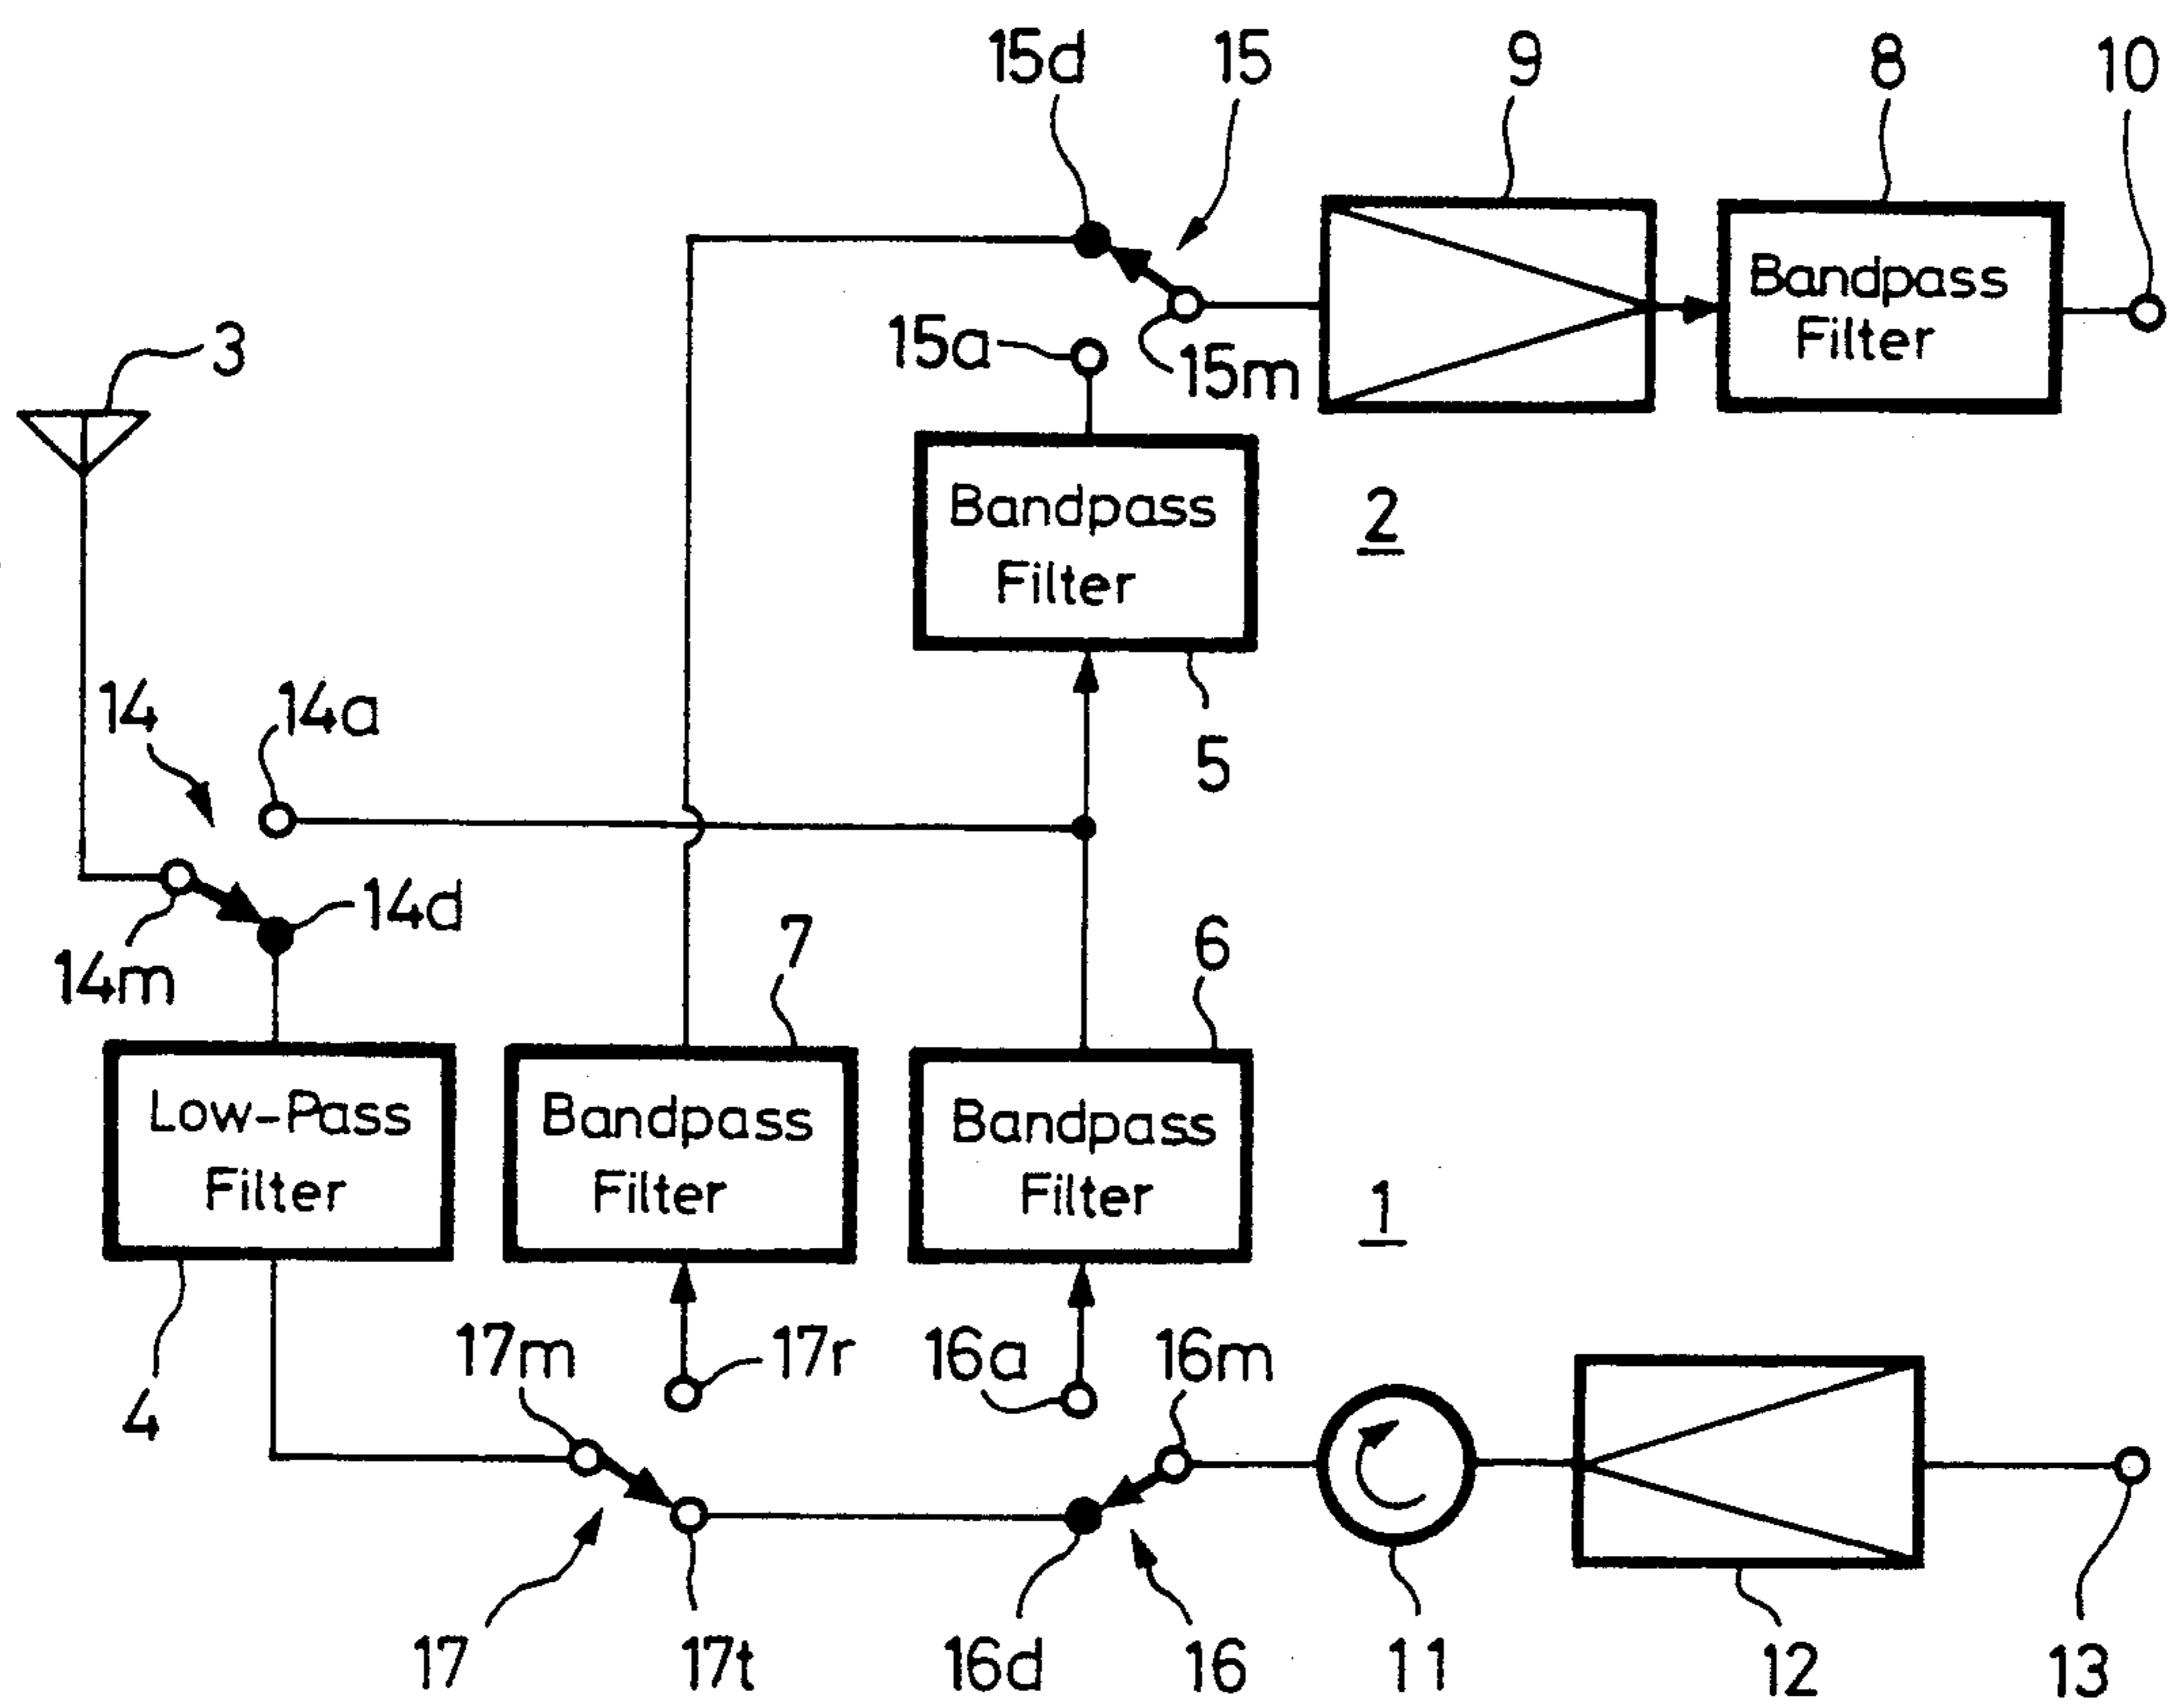 15d
15
9
8
10
Bandpass
Filter
3
15a
15m
Bandpass
Filter
2
14
14a
5
14d
14m
7
6
Low-Pass
Filter
Bandpass
Filter
Bandpass
Filter
1
17m
17r
16a
16m
4
17
17t
16d
16
11
12
13